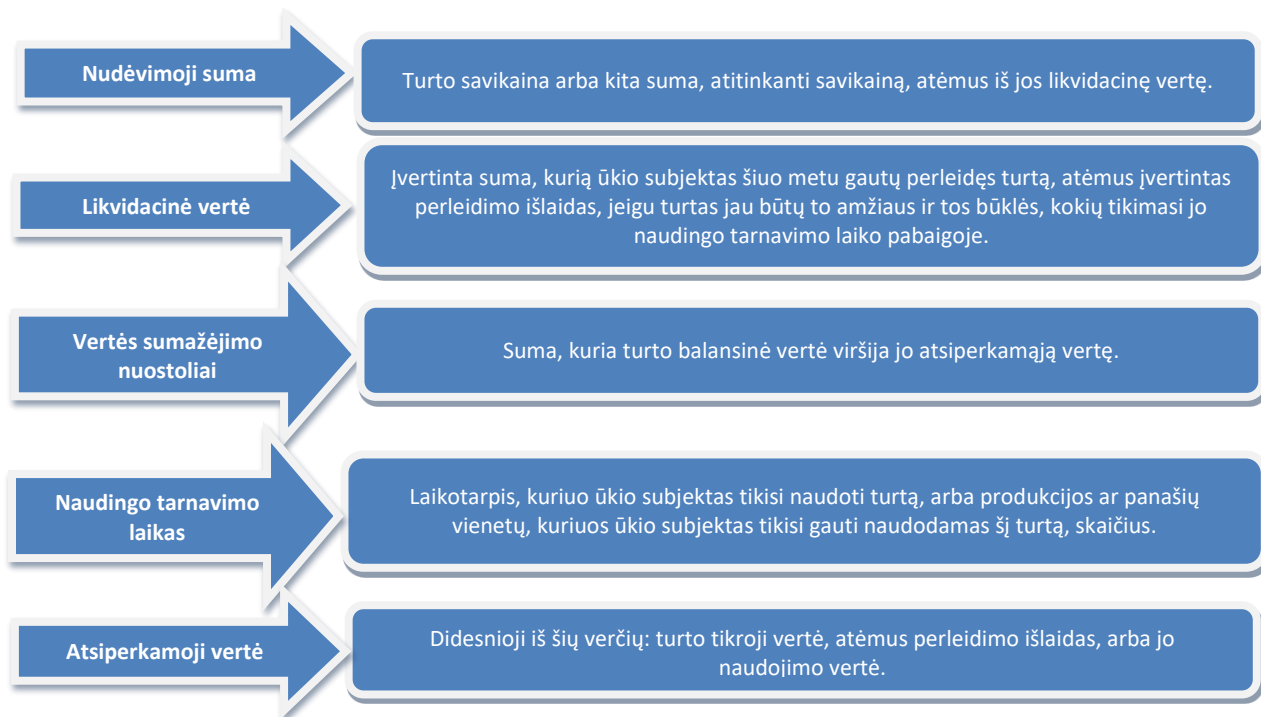 Nudėvimoji suma
Turto savikaina arba kita suma, atitinkanti savikainą, atėmus iš jos likvidacinę vertę.
Likvidacinė vertė
Įvertinta suma, kurią ūkio subjektas šiuo metu gautų perleidęs turtą, atėmus įvertintas
perleidimo išlaidas, jeigu turtas jau būtų to amžiaus ir tos būklės, kokių tikimasi jo
naudingo tarnavimo laiko pabaigoje.
Vertės sumažėjimo
nuostoliai
Suma, kuria turto balansinė vertė viršija jo atsiperkamąją vertę.
Naudingo tarnavimo
laikas
Laikotarpis, kuriuo ūkio subjektas tikisi naudoti turtą, arba produkcijos ar panašių
vienetų, kuriuos ūkio subjektas tikisi gauti naudodamas šį turtą, skaičius.
Atsiperkamoji vertė
Didesnioji iš šių verčių: turto tikroji vertė, atėmus perleidimo išlaidas, arba jo
naudojimo vertė.